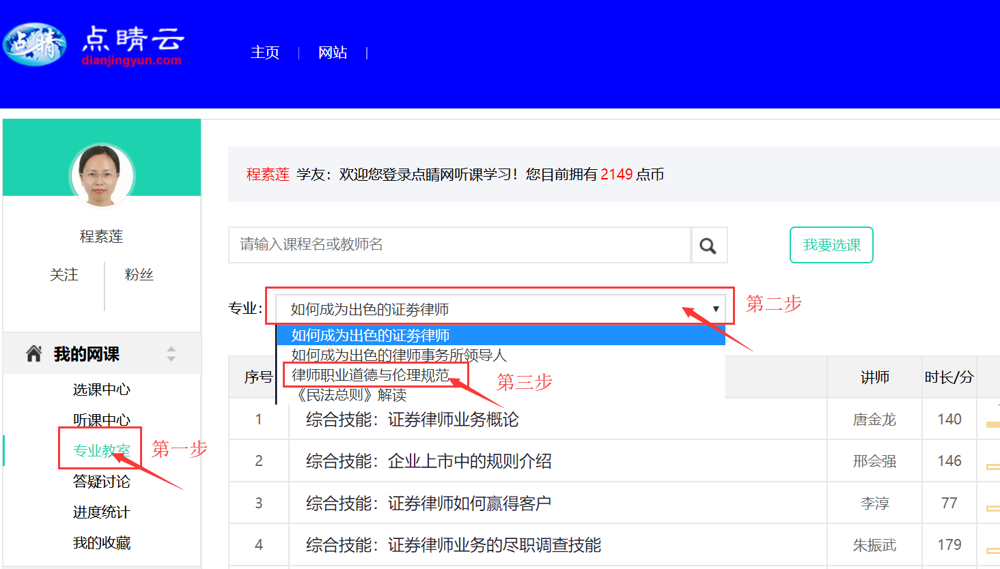 点睛
点睛云
dianjingyun.com
主页 | 网站 |
程素莲 学友：欢迎您登录点睛网听课学习！您目前拥有 2149 点币
程素莲
关注 粉丝
请输入课程名或教师名
我要选课
专业： 如何成为出色的证券律师 ▼
第二步
如何成为出色的证券律师
如何成为出色的律师事务所领导人
律师职业道德与伦理规范
第三步
《民法总则》解读
我的网课
选课中心
听课中心
专业教室
第一步
答疑讨论
进度统计
我的收藏
序号 讲师 时长/分
1 综合技能：证券律师业务概论 唐金龙 140
2 综合技能：企业上市中的规则介绍 邢会强 146
3 综合技能：证券律师如何赢得客户 李淳 77
4 综合技能：证券律师业务的尽职调查技能 朱振武 179